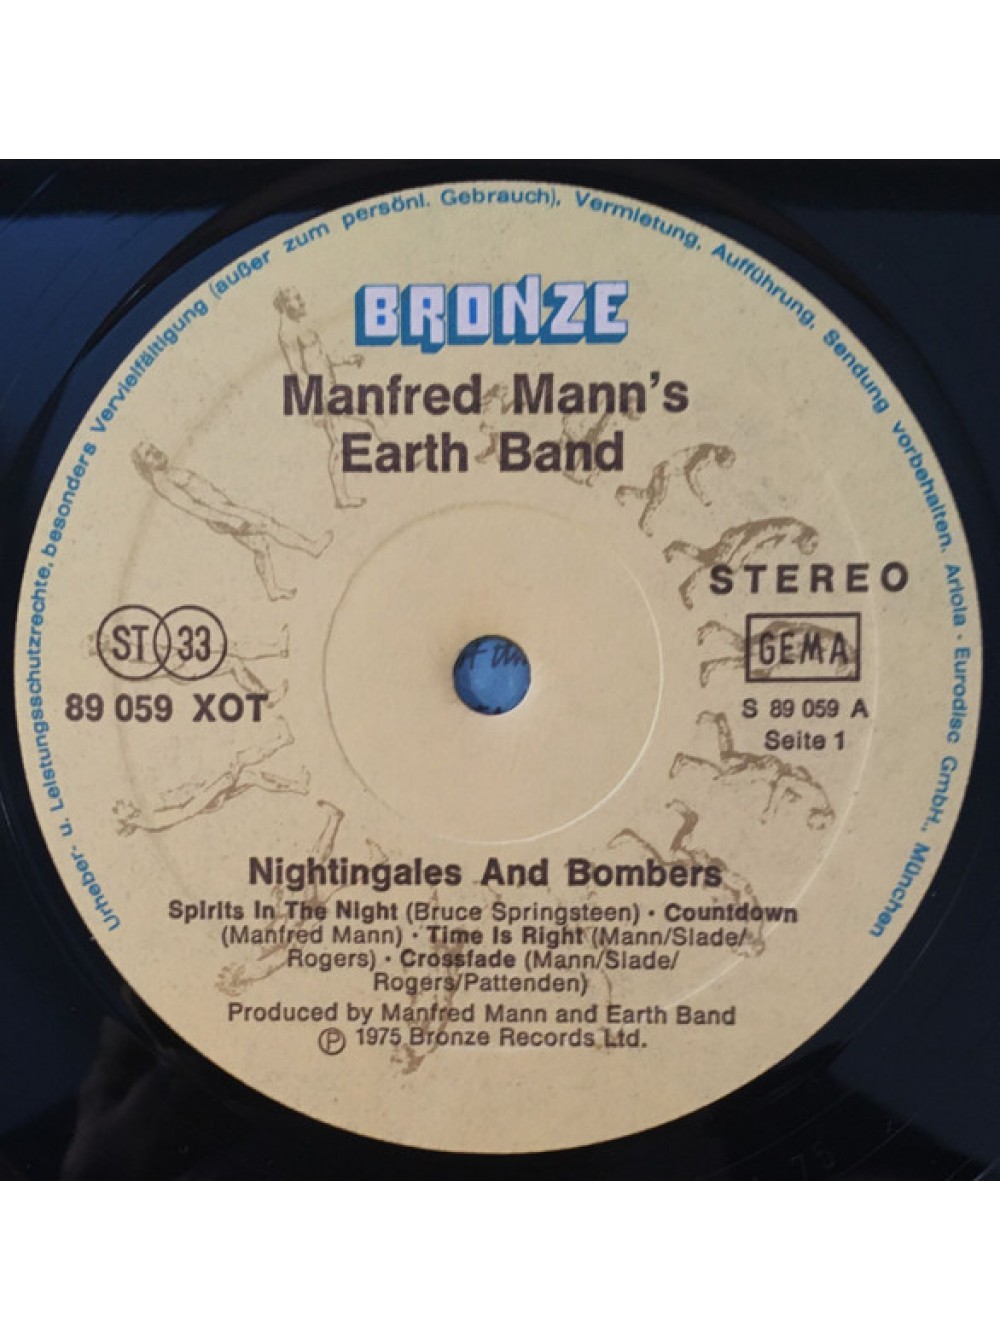 Urheber- u. Leistungsschutzrechte, besonders Vervielfältigung (außer zum persönl. Gebrauch), Vermietung, Aufführung, Sendung vorbehalten. Ariola · Eurodisc GmbH., München
BRONZE
Manfred Mann's
Earth Band
STEREO
ST 33
GEMA
89 059 XOT
S 89 059 A
Seite 1
Nightingales And Bombers
Spirits In The Night (Bruce Springsteen) · Countdown
(Manfred Mann) · Time Is Right (Mann/Slade/
Rogers) · Crossfade (Mann/Slade/
Rogers/Pattenden)
Produced by Manfred Mann and Earth Band
Ⓟ 1975 Bronze Records Ltd.